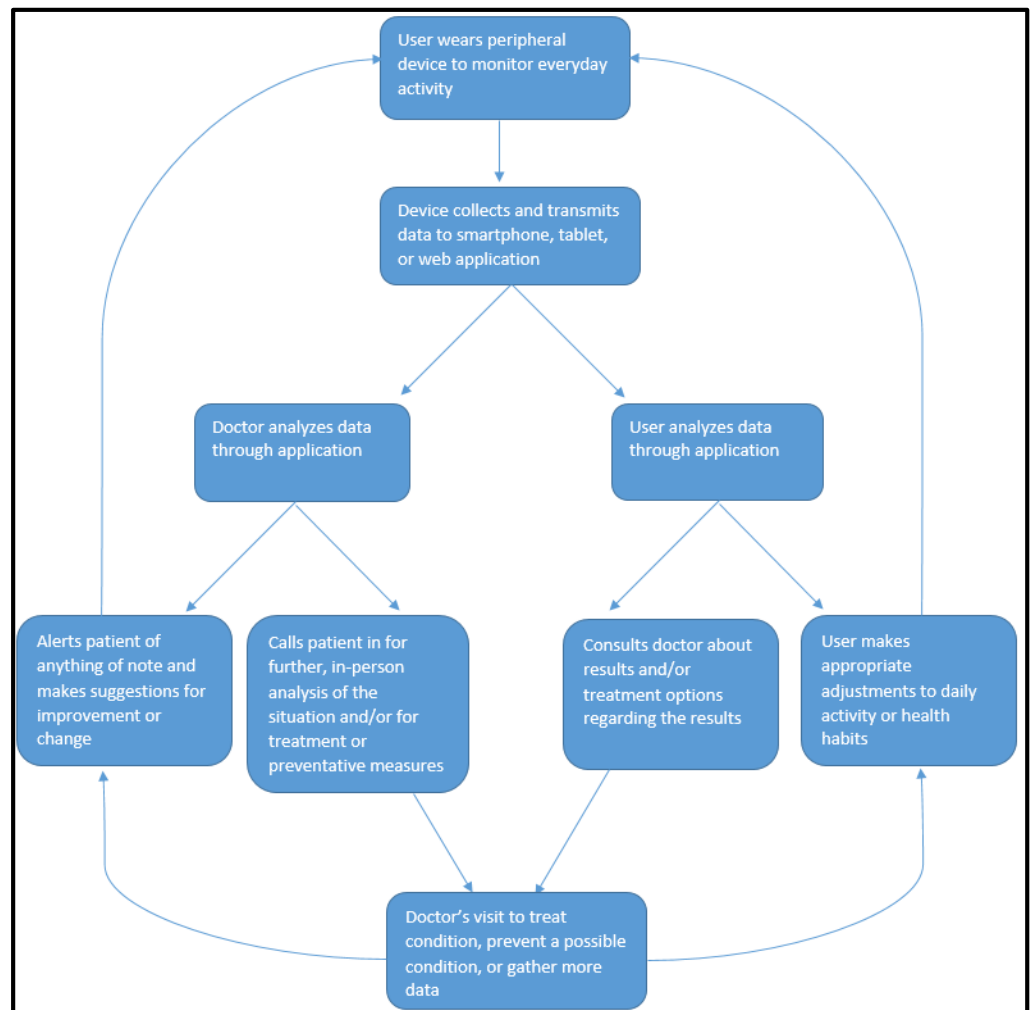 User wears peripheral
device to monitor everyday
activity
Device collects and transmits
data to smartphone, tablet,
or web application
Doctor analyzes data
through application
User analyzes data
through application
Alerts patient of
anything of note and
makes suggestions for
improvement or
change
Calls patient in for
further, in-person
analysis of the
situation and/or for
treatment or
preventative measures
Consults doctor about
results and/or
treatment options
regarding the results
User makes
appropriate
adjustments to daily
activity or health
habits
Doctor’s visit to treat
condition, prevent a possible
condition, or gather more
data